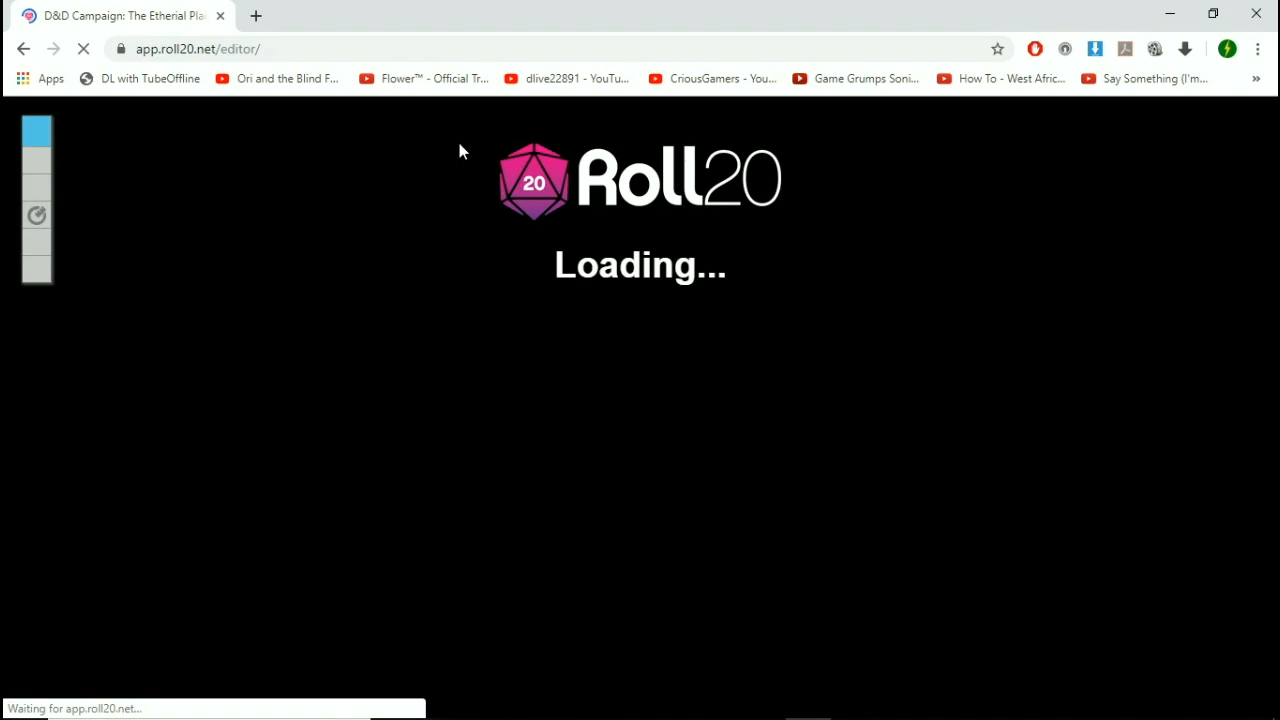 D&D Campaign: The Etherial Pla
app.roll20.net/editor/
Apps
DL with TubeOffline
Ori and the Blind F...
Flower™ - Official Tr...
dlive22891 - YouTu...
CriousGamers - You...
Game Grumps Soni...
How To - West Afric...
Say Something (I'm...
»
20 Roll20
Loading...
Waiting for app.roll20.net...